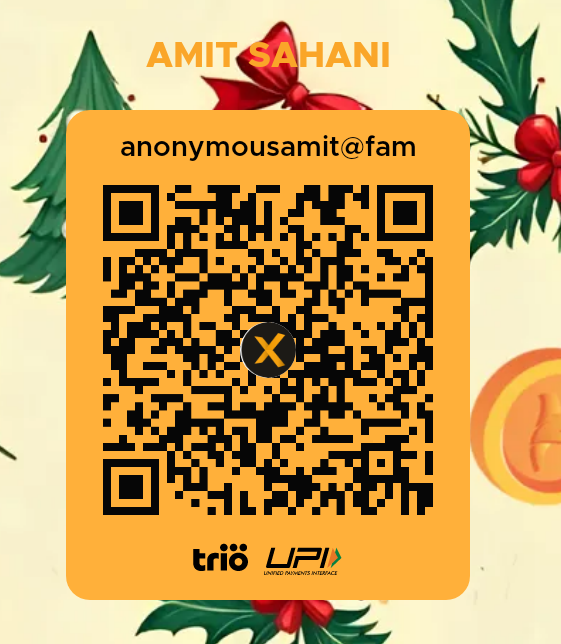 AMIT SAHANI
anonymousamit@fam
X
triö UPI
UNIFIED PAYMENTS INTERFACE